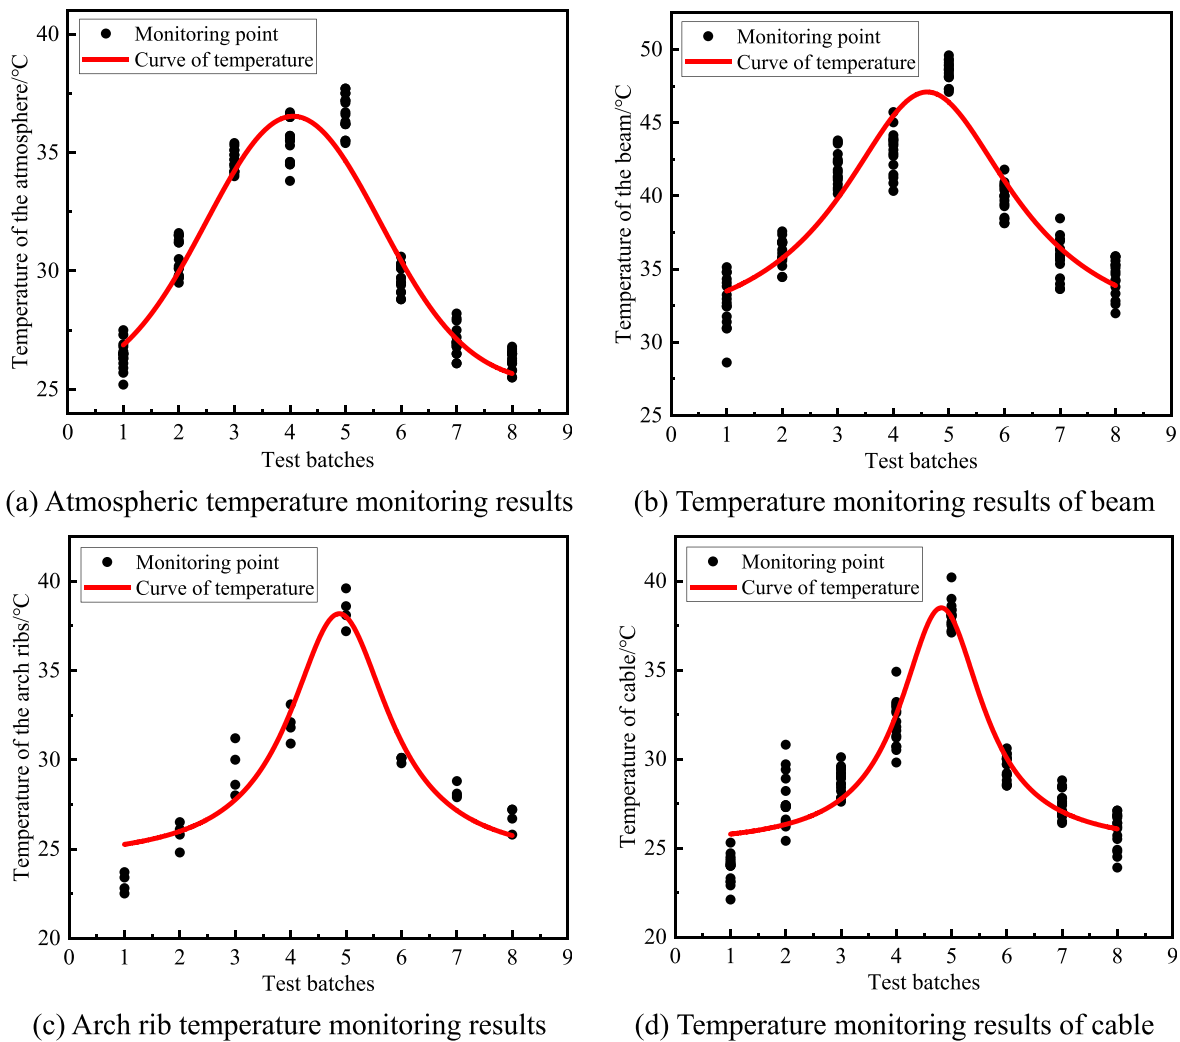 40
35
30
25
Temperature of the atmosphere/°C
Monitoring point
Curve of temperature
0 1 2 3 4 5 6 7 8 9
Test batches
(a) Atmospheric temperature monitoring results
50
45
40
35
30
25
Temperature of the beam/°C
Monitoring point
Curve of temperature
0 1 2 3 4 5 6 7 8 9
Test batches
(b) Temperature monitoring results of beam
40
35
30
25
20
Temperature of the arch ribs/°C
Monitoring point
Curve of temperature
0 1 2 3 4 5 6 7 8 9
Test batches
(c) Arch rib temperature monitoring results
40
35
30
25
20
Temperature of cable/°C
Monitoring point
Curve of temperature
0 1 2 3 4 5 6 7 8 9
Test batches
(d) Temperature monitoring results of cable